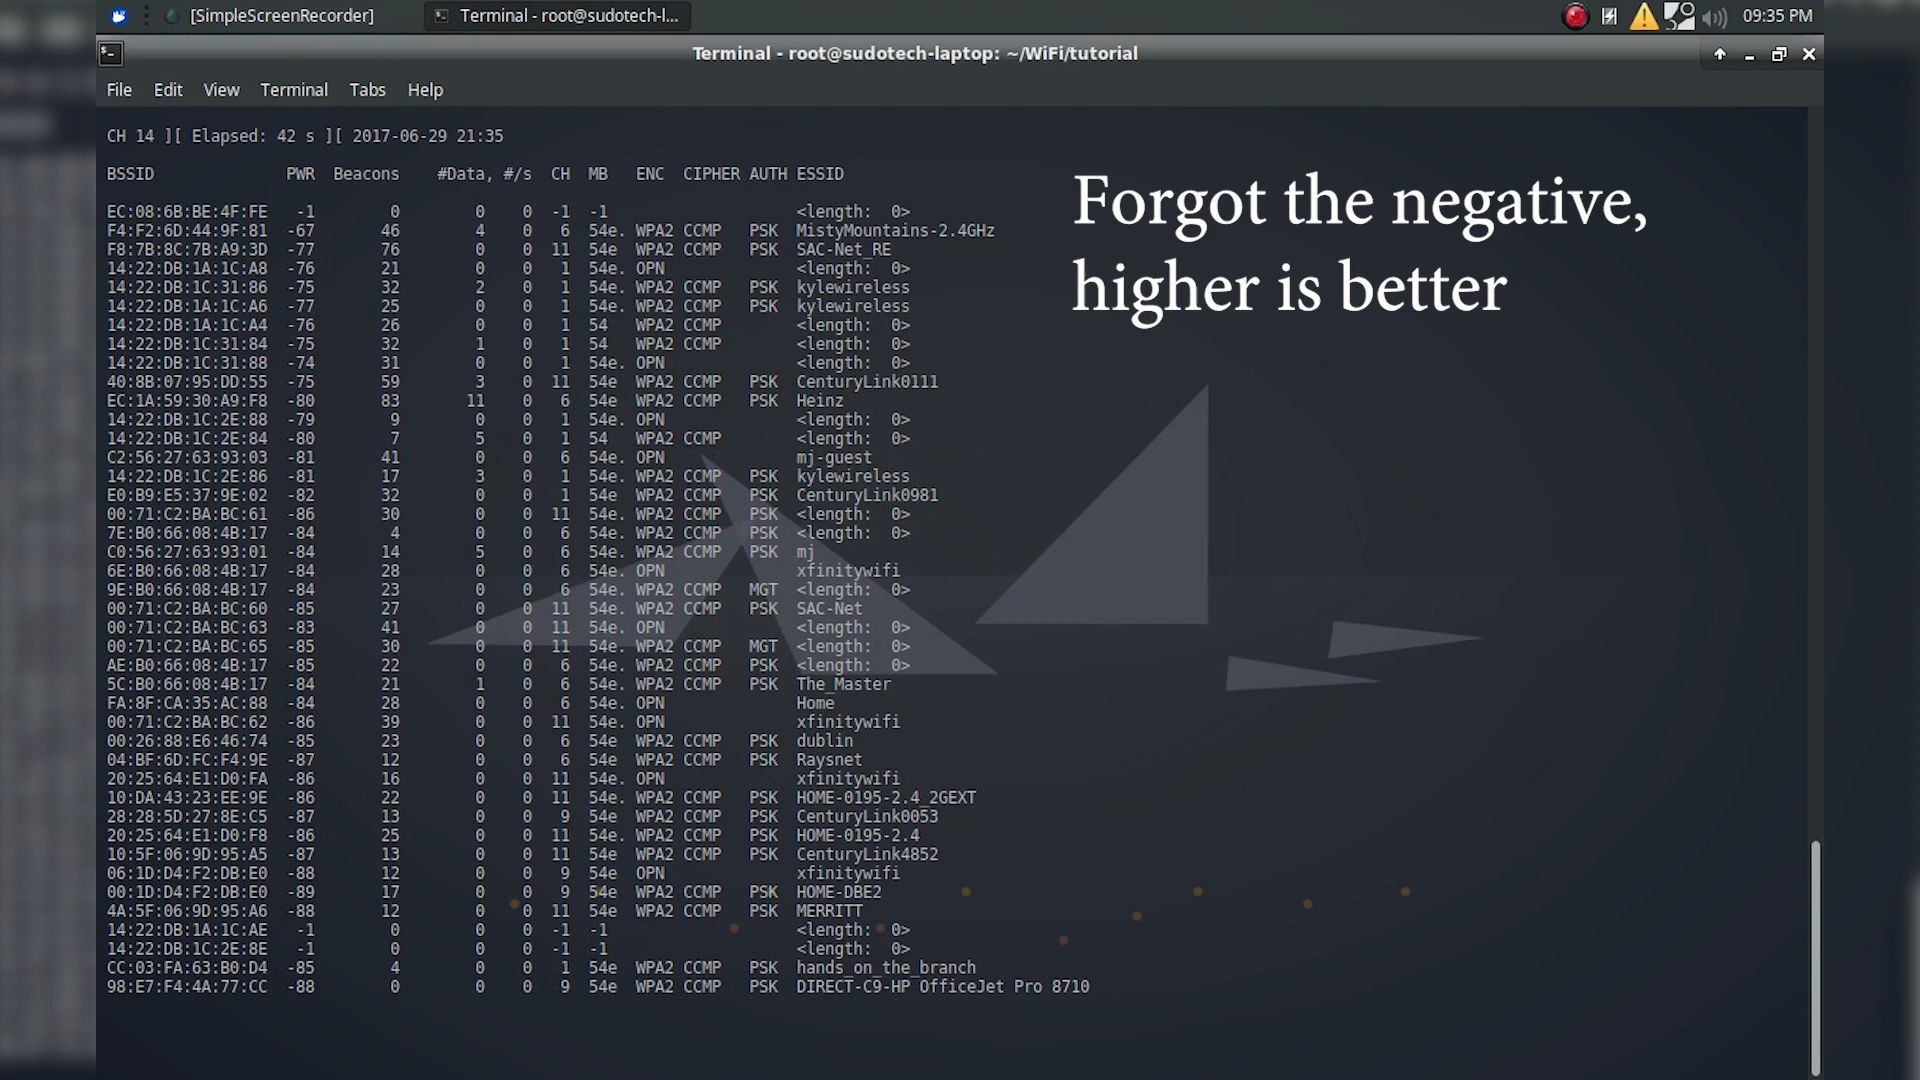 [SimpleScreenRecorder] Terminal - root@sudotech-l... 09:35 PM
Terminal - root@sudotech-laptop: ~/WiFi/tutorial
File Edit View Terminal Tabs Help
CH 14 ][ Elapsed: 42 s ][ 2017-06-29 21:35
BSSID PWR Beacons #Data, #/s CH MB ENC CIPHER AUTH ESSID
EC:08:6B:BE:4F:FE -1 0 0 0 -1 -1 <length: 0>
F4:F2:6D:44:9F:81 -67 46 4 0 6 54e. WPA2 CCMP PSK MistyMountains-2.4GHz
F8:7B:8C:7B:A9:3D -77 76 0 0 11 54e WPA2 CCMP PSK SAC-Net_RE
14:22:DB:1A:1C:A8 -76 21 0 0 1 54e. OPN <length: 0>
14:22:DB:1C:31:86 -75 32 2 0 1 54e. WPA2 CCMP PSK kylewireless
14:22:DB:1A:1C:A6 -77 25 0 0 1 54e. WPA2 CCMP PSK kylewireless
14:22:DB:1A:1C:A4 -76 26 0 0 1 54 WPA2 CCMP <length: 0>
14:22:DB:1C:31:84 -75 32 1 0 1 54 WPA2 CCMP <length: 0>
14:22:DB:1C:31:88 -74 31 0 0 1 54e. OPN <length: 0>
40:8B:07:95:DD:55 -75 59 3 0 11 54e WPA2 CCMP PSK CenturyLink0111
EC:1A:59:30:A9:F8 -80 83 11 0 6 54e WPA2 CCMP PSK Heinz
14:22:DB:1C:2E:88 -79 9 0 0 1 54e. OPN <length: 0>
14:22:DB:1C:2E:84 -80 7 5 0 1 54 WPA2 CCMP <length: 0>
C2:56:27:63:93:03 -81 41 0 0 6 54e. OPN mj-guest
14:22:DB:1C:2E:86 -81 17 3 0 1 54e. WPA2 CCMP PSK kylewireless
E0:B9:E5:37:9E:02 -82 32 0 0 1 54e WPA2 CCMP PSK CenturyLink0981
00:71:C2:BA:BC:61 -86 30 0 0 11 54e. WPA2 CCMP PSK <length: 0>
7E:B0:66:08:4B:17 -84 4 0 0 6 54e. WPA2 CCMP PSK <length: 0>
C0:56:27:63:93:01 -84 14 5 0 6 54e. WPA2 CCMP PSK mj
6E:B0:66:08:4B:17 -84 28 0 0 6 54e. OPN xfinitywifi
9E:B0:66:08:4B:17 -84 23 0 0 6 54e. WPA2 CCMP MGT <length: 0>
00:71:C2:BA:BC:60 -85 27 0 0 11 54e. WPA2 CCMP PSK SAC-Net
00:71:C2:BA:BC:63 -83 41 0 0 11 54e. OPN <length: 0>
00:71:C2:BA:BC:65 -85 30 0 0 11 54e. WPA2 CCMP MGT <length: 0>
AE:B0:66:08:4B:17 -85 22 0 0 6 54e. WPA2 CCMP PSK <length: 0>
5C:B0:66:08:4B:17 -84 21 1 0 6 54e. WPA2 CCMP PSK The_Master
FA:8F:CA:35:AC:88 -84 28 0 0 6 54e. OPN Home
00:71:C2:BA:BC:62 -86 39 0 0 11 54e. OPN xfinitywifi
00:26:88:E6:46:74 -85 23 0 0 6 54e WPA2 CCMP PSK dublin
04:BF:6D:FC:F4:9E -87 12 0 0 6 54e WPA2 CCMP PSK Raysnet
20:25:64:E1:D0:FA -86 16 0 0 11 54e. OPN xfinitywifi
10:DA:43:23:EE:9E -86 22 0 0 11 54e. WPA2 CCMP PSK HOME-0195-2.4_2GEXT
28:28:5D:27:8E:C5 -87 13 0 0 9 54e WPA2 CCMP PSK CenturyLink0053
20:25:64:E1:D0:F8 -86 25 0 0 11 54e. WPA2 CCMP PSK HOME-0195-2.4
10:5F:06:9D:95:A5 -87 13 0 0 11 54e WPA2 CCMP PSK CenturyLink4852
06:1D:D4:F2:DB:E0 -88 12 0 0 9 54e OPN xfinitywifi
00:1D:D4:F2:DB:E0 -89 17 0 0 9 54e WPA2 CCMP PSK HOME-DBE2
4A:5F:06:9D:95:A6 -88 12 0 0 11 54e WPA2 CCMP PSK MERRITT
14:22:DB:1A:1C:AE -1 0 0 0 -1 -1 <length: 0>
14:22:DB:1C:2E:8E -1 0 0 0 -1 -1 <length: 0>
CC:03:FA:63:B0:D4 -85 4 0 0 1 54e WPA2 CCMP PSK hands_on_the_branch
98:E7:F4:4A:77:CC -88 0 0 0 9 54e WPA2 CCMP PSK DIRECT-C9-HP OfficeJet Pro 8710
Forgot the negative,
higher is better